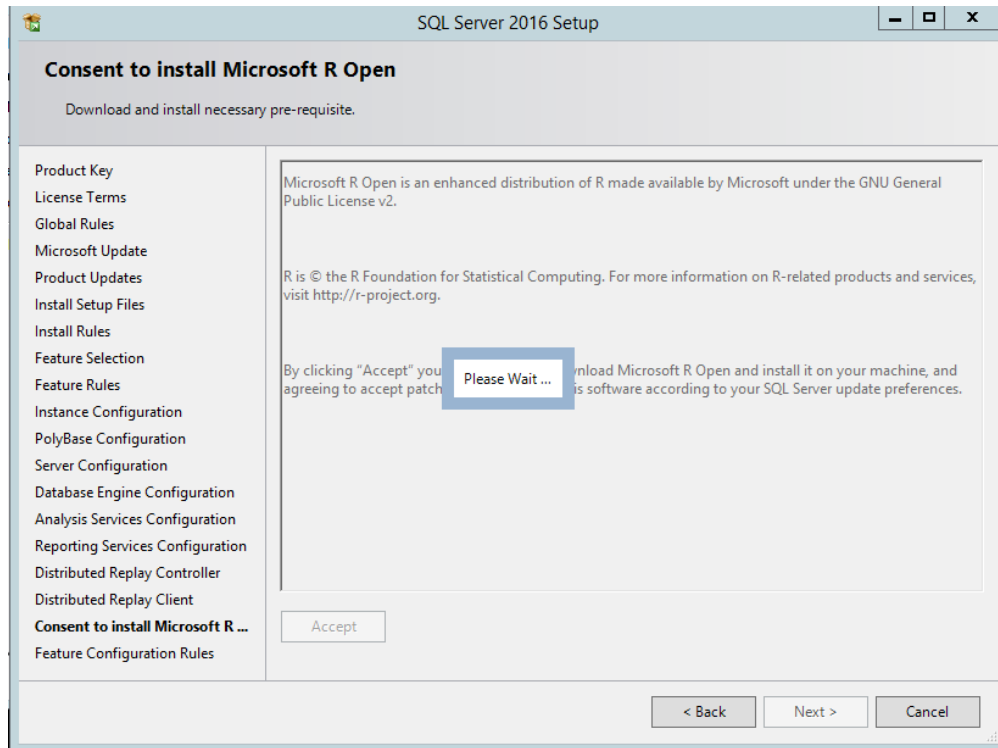 SQL Server 2016 Setup
Consent to install Microsoft R Open
Download and install necessary pre-requisite.
Product Key
License Terms
Global Rules
Microsoft Update
Product Updates
Install Setup Files
Install Rules
Feature Selection
Feature Rules
Instance Configuration
PolyBase Configuration
Server Configuration
Database Engine Configuration
Analysis Services Configuration
Reporting Services Configuration
Distributed Replay Controller
Distributed Replay Client
Consent to install Microsoft R ...
Feature Configuration Rules
Microsoft R Open is an enhanced distribution of R made available by Microsoft under the GNU General
Public License v2.
R is © the R Foundation for Statistical Computing. For more information on R-related products and services,
visit http://r-project.org.
By clicking “Accept” you nload Microsoft R Open and install it on your machine, and
agreeing to accept patch is software according to your SQL Server update preferences.
Please Wait ...
Accept
< Back
Next >
Cancel